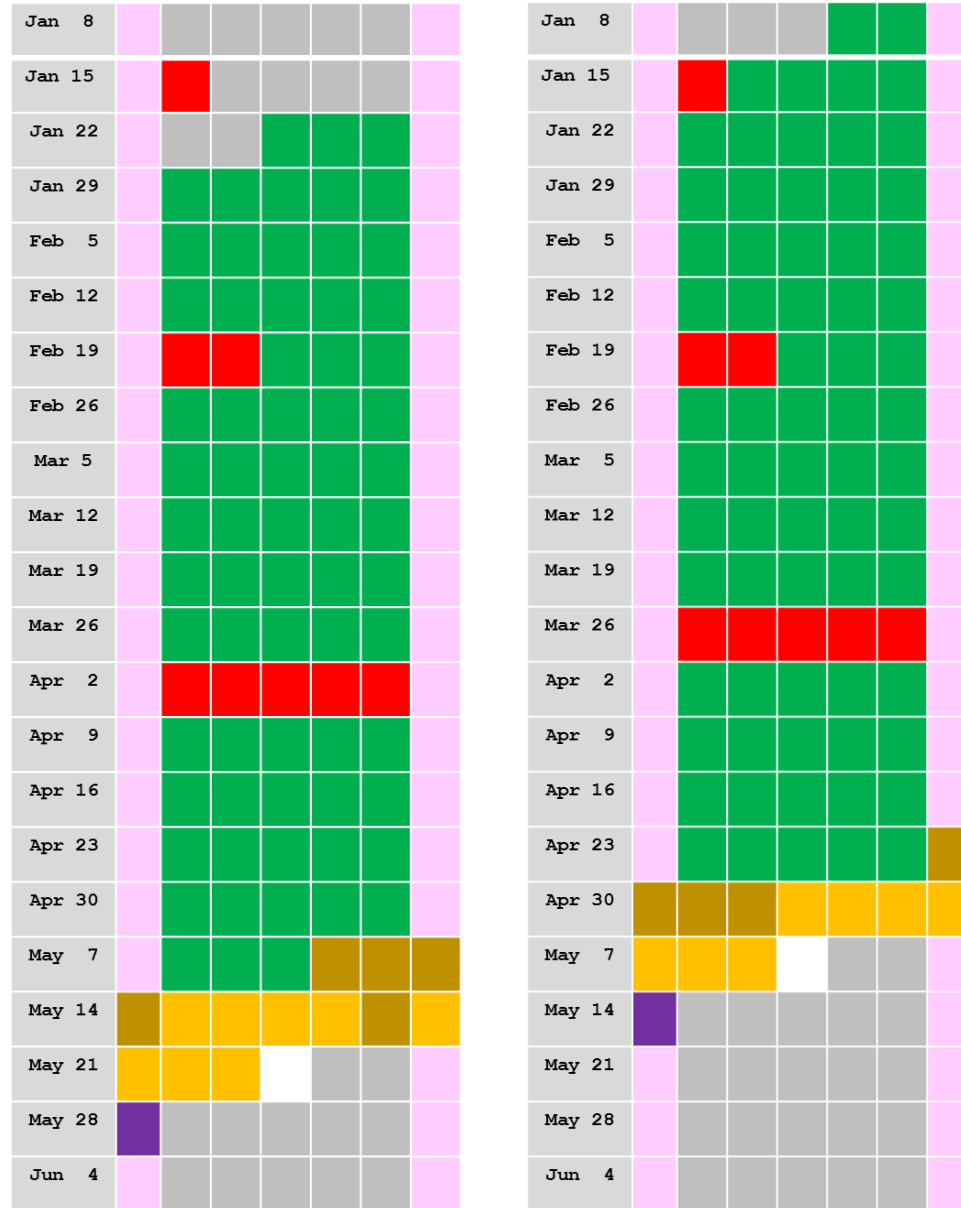 Jan 8
Jan 15
Jan 22
Jan 29
Feb 5
Feb 12
Feb 19
Feb 26
Mar 5
Mar 12
Mar 19
Mar 26
Apr 2
Apr 9
Apr 16
Apr 23
Apr 30
May 7
May 14
May 21
May 28
Jun 4
Jan 8
Jan 15
Jan 22
Jan 29
Feb 5
Feb 12
Feb 19
Feb 26
Mar 5
Mar 12
Mar 19
Mar 26
Apr 2
Apr 9
Apr 16
Apr 23
Apr 30
May 7
May 14
May 21
May 28
Jun 4